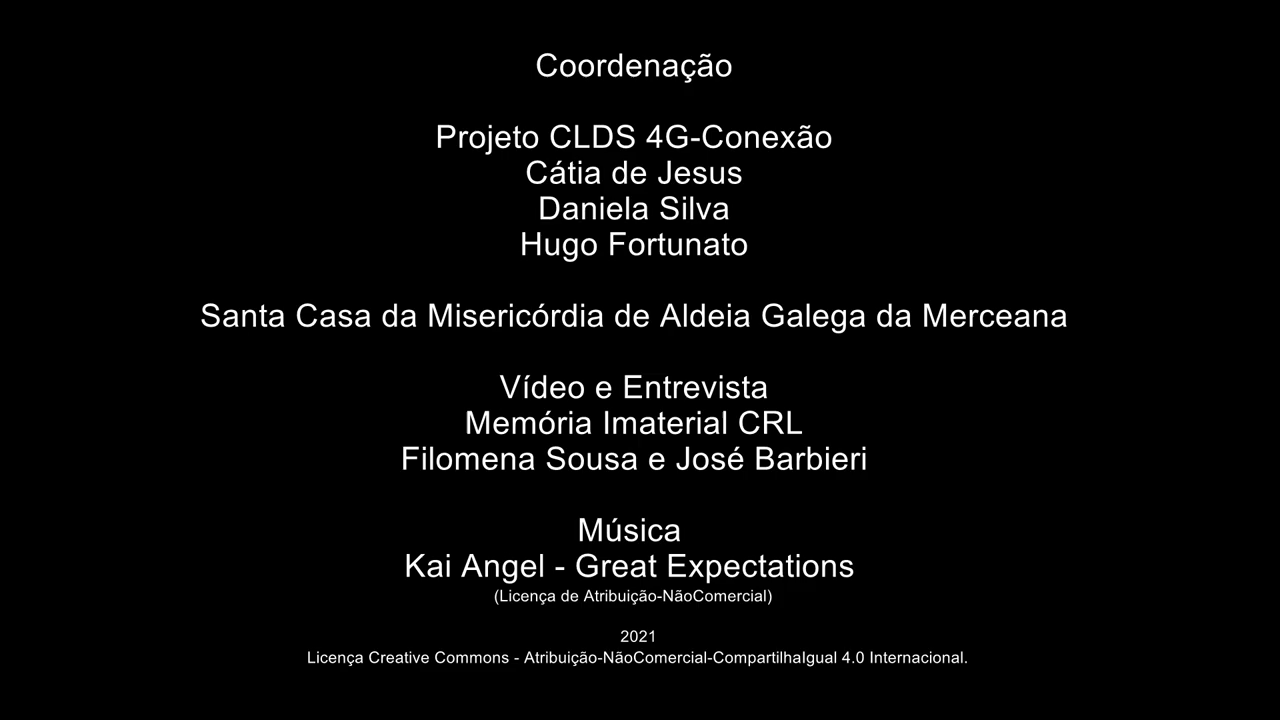 Coordenação
Projeto CLDS 4G-Conexão
Cátia de Jesus
Daniela Silva
Hugo Fortunato
Santa Casa da Misericórdia de Aldeia Galega da Merceana
Vídeo e Entrevista
Memória Imaterial CRL
Filomena Sousa e José Barbieri
Música
Kai Angel - Great Expectations
(Licença de Atribuição-NãoComercial)
2021
Licença Creative Commons - Atribuição-NãoComercial-CompartilhaIgual 4.0 Internacional.